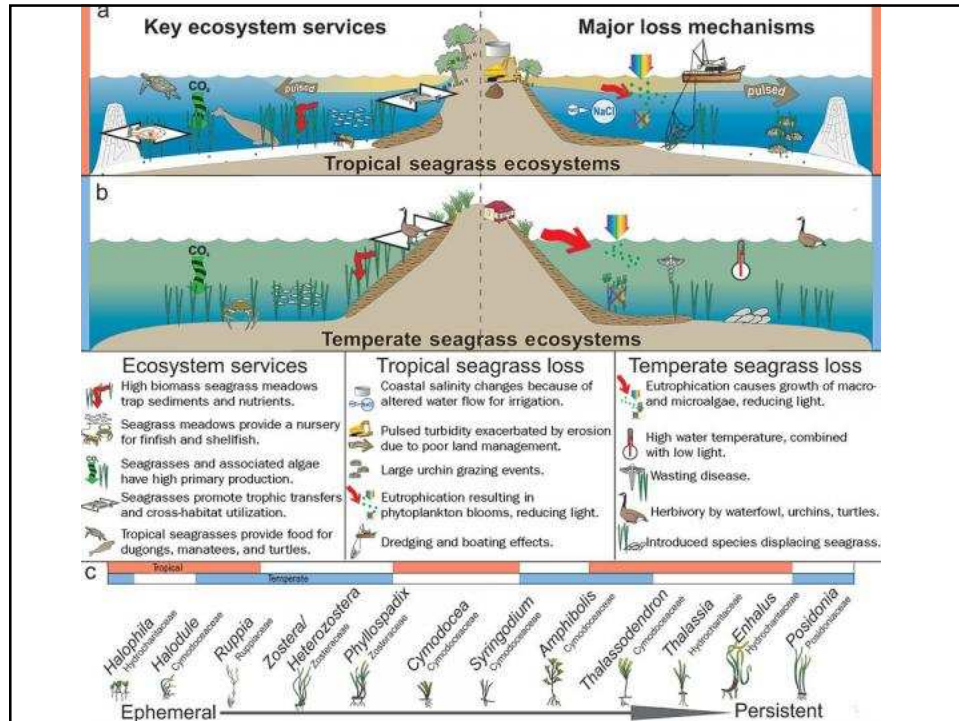 a
Key ecosystem services
Major loss mechanisms
CO₂
pulsed
NaCl
pulsed
Tropical seagrass ecosystems
b
CO₂
Temperate seagrass ecosystems
Ecosystem services
High biomass seagrass meadows
trap sediments and nutrients.
Seagrass meadows provide a nursery
for finfish and shellfish.
CO₂
Seagrasses and associated algae
have high primary production.
Seagrasses promote trophic transfers
and cross-habitat utilization.
Tropical seagrasses provide food for
dugongs, manatees, and turtles.
Tropical seagrass loss
Coastal salinity changes because of
altered water flow for irrigation.
NaCl
Pulsed turbidity exacerbated by erosion
due to poor land management.
Large urchin grazing events.
Eutrophication resulting in
phytoplankton blooms, reducing light.
Dredging and boating effects.
Temperate seagrass loss
Eutrophication causes growth of macro-
and microalgae, reducing light.
High water temperature, combined
with low light.
Wasting disease.
Herbivory by waterfowl, urchins, turtles.
Introduced species displacing seagrass.
c
Tropical
Temperate
Halophila
Hydrocharitaceae
Halodule
Cymodoceaceae
Ruppia
Ruppiaceae
Zostera/
Heterozostera
Zosteraceae
Phyllospadix
Zosteraceae
Cymodocea
Cymodoceaceae
Syringodium
Cymodoceaceae
Amphibolis
Cymodoceaceae
Thalassodendron
Cymodoceaceae
Thalassia
Hydrocharitaceae
Enhalus
Hydrocharitaceae
Posidonia
Posidoniaceae
Ephemeral
Persistent